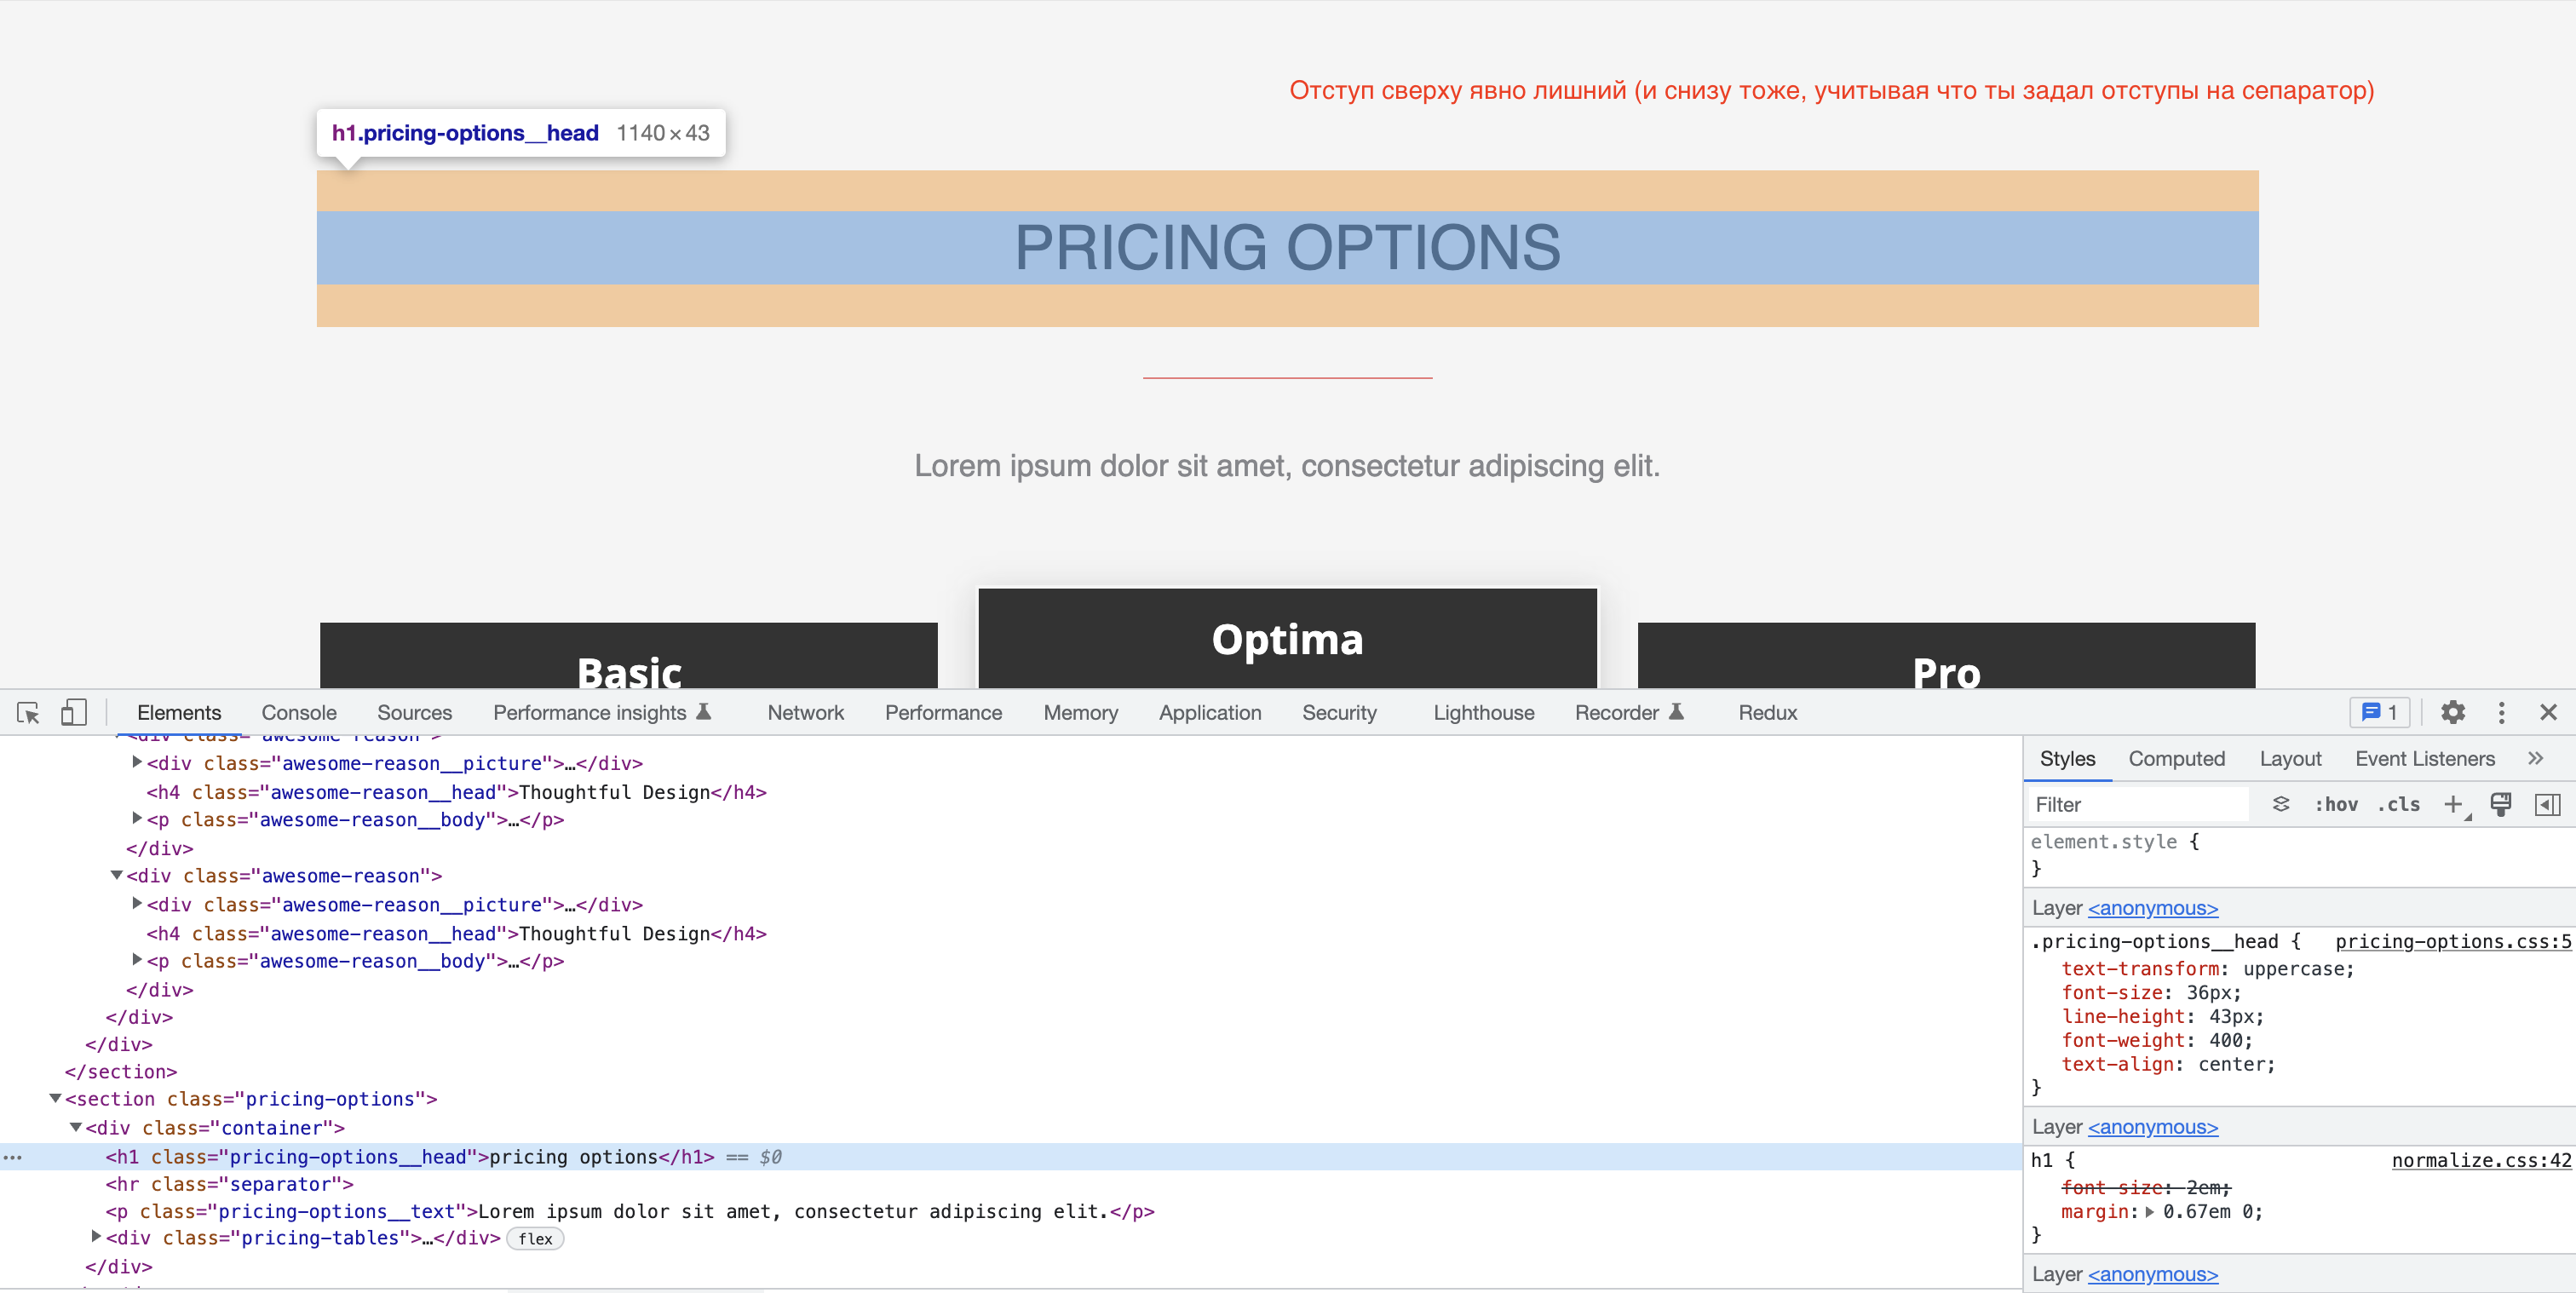 Отступ сверху явно лишний (и снизу тоже, учитывая что ты задал отступы на сепаратор)
h1.pricing-options__head 1140×43
PRICING OPTIONS
Lorem ipsum dolor sit amet, consectetur adipiscing elit.
Basic
Optima
Pro
Elements Console Sources Performance insights Network Performance Memory Application Security Lighthouse Recorder Redux 1
<div class="awesome-reason">
<div class="awesome-reason__picture">…</div>
<h4 class="awesome-reason__head">Thoughtful Design</h4>
<p class="awesome-reason__body">…</p>
</div>
<div class="awesome-reason">
<div class="awesome-reason__picture">…</div>
<h4 class="awesome-reason__head">Thoughtful Design</h4>
<p class="awesome-reason__body">…</p>
</div>
</div>
</div>
</section>
<section class="pricing-options">
<div class="container">
… <h1 class="pricing-options__head">pricing options</h1> == $0
<hr class="separator">
<p class="pricing-options__text">Lorem ipsum dolor sit amet, consectetur adipiscing elit.</p>
<div class="pricing-tables">…</div> flex
</div>
Styles Computed Layout Event Listeners »
Filter :hov .cls +
element.style {
}
Layer <anonymous>
.pricing-options__head { pricing-options.css:5
text-transform: uppercase;
font-size: 36px;
line-height: 43px;
font-weight: 400;
text-align: center;
}
Layer <anonymous>
h1 { normalize.css:42
font-size: 2em;
margin: 0.67em 0;
}
Layer <anonymous>